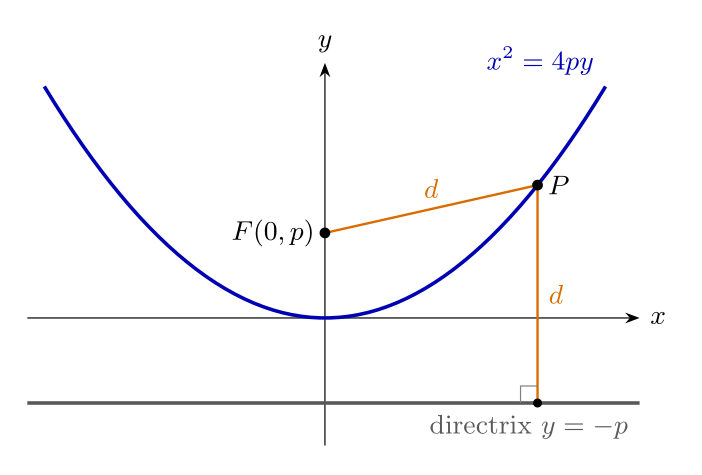 y
x² = 4py
d
P
F(0, p)
d
x
directrix y = −p